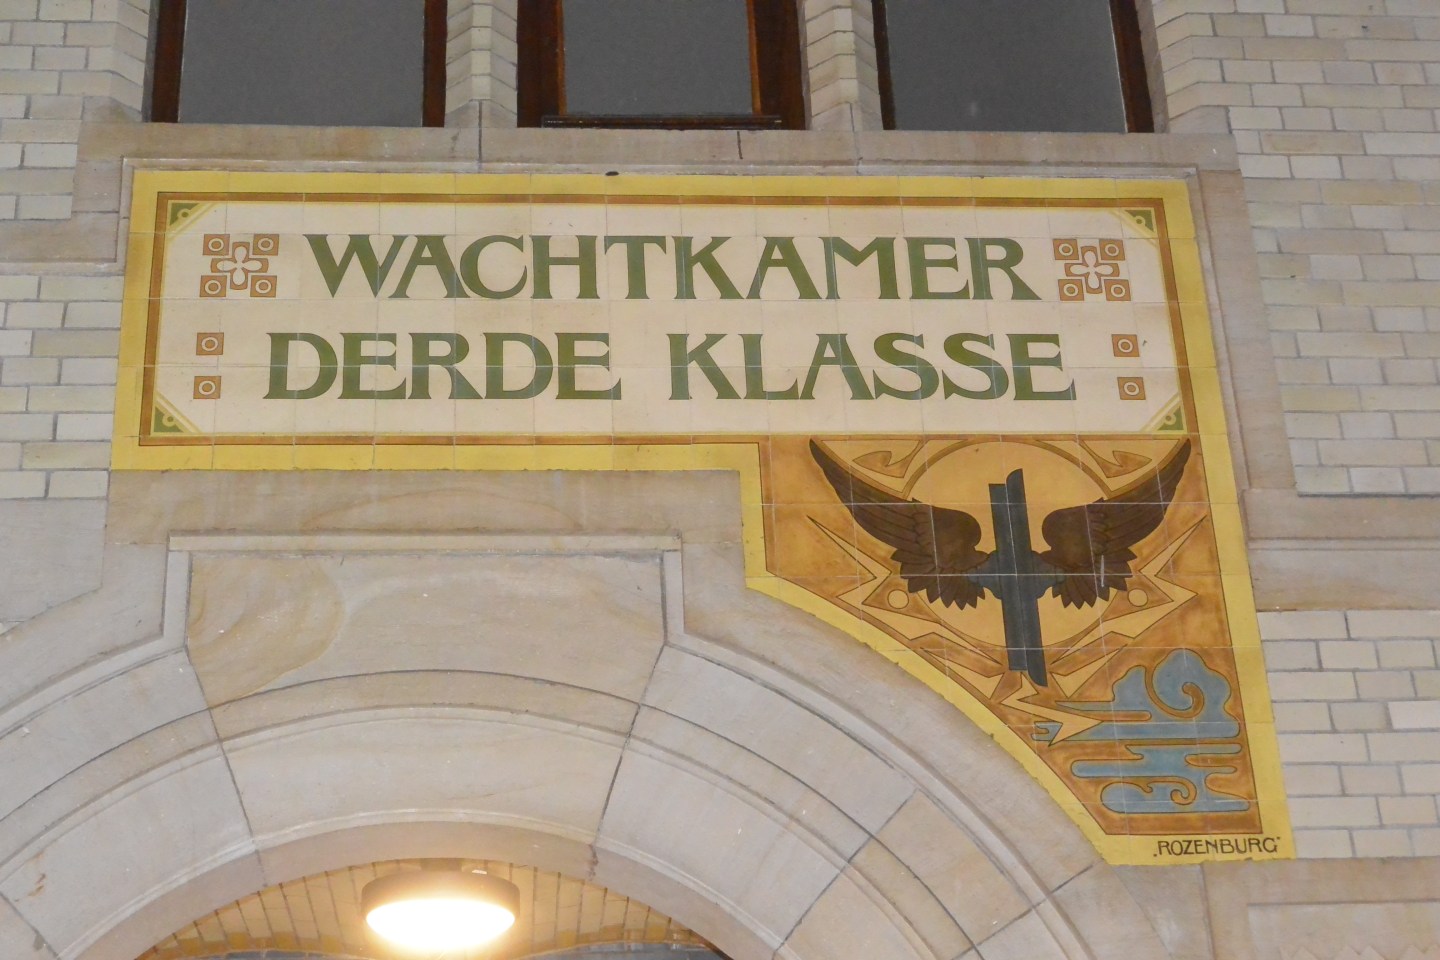 WACHTKAMER
DERDE KLASSE
„ROZENBURG"